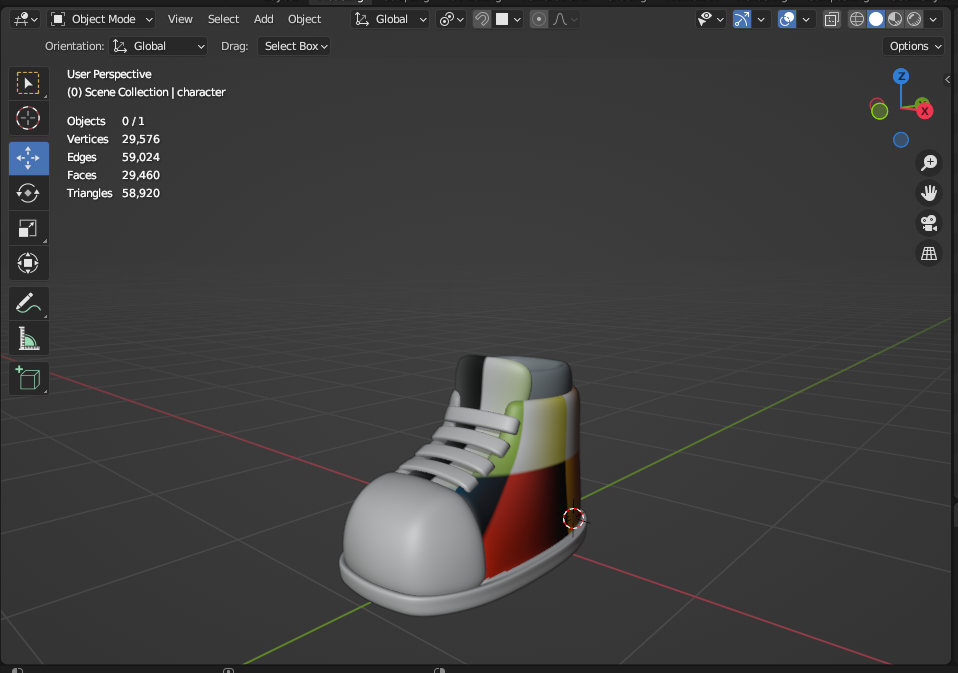 Object Mode View Select Add Object Global
Orientation: Global Drag: Select Box Options
User Perspective
(0) Scene Collection | character
Objects 0 / 1
Vertices 29,576
Edges 59,024
Faces 29,460
Triangles 58,920
Z
X